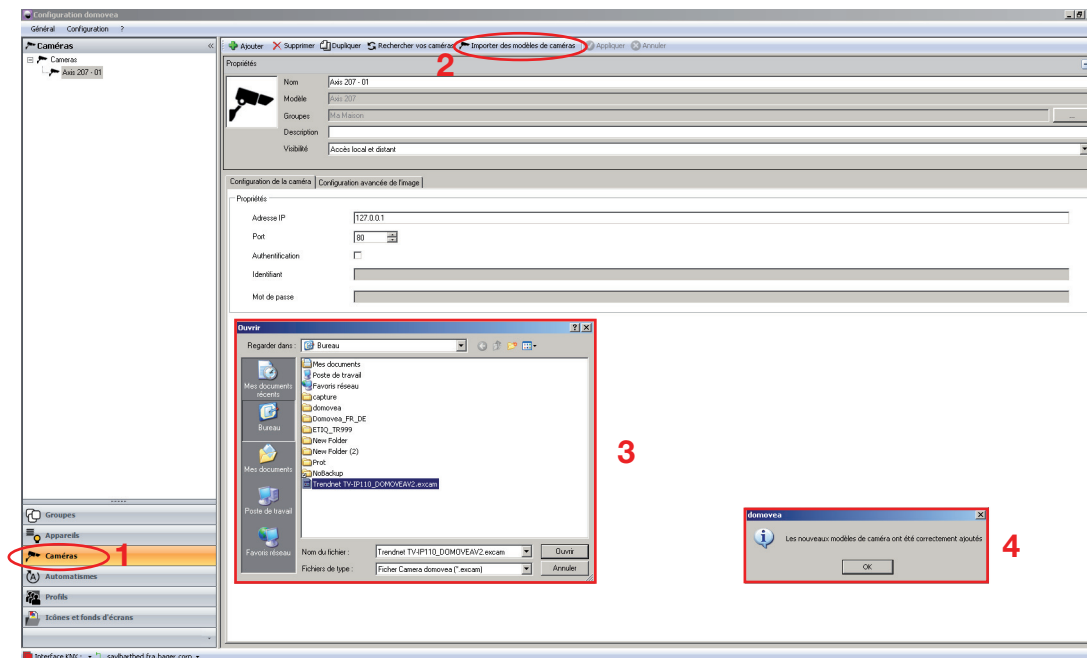 Configuration domovea
Général Configuration ?
Caméras «
Cameras
Axis 207 - 01
Ajouter Supprimer Dupliquer Rechercher vos caméras Importer des modèles de caméras Appliquer Annuler
2
Propriétés
Nom Axis 207 - 01
Modèle Axis 207
Groupes Ma Maison ...
Description
Visibilité Accès local et distant
Configuration de la caméra Configuration avancée de l'image
Propriétés
Adresse IP 127.0.0.1
Port 80
Authentification
Identifiant
Mot de passe
Ouvrir
Regarder dans : Bureau
Mes documents récents
Bureau
Mes documents
Poste de travail
Favoris réseau
Mes documents
Poste de travail
Favoris réseau
capture
domovea
Domovea_FR_DE
ETIQ_TR999
New Folder
New Folder (2)
Prot
NoBackup
Trendnet TV-IP110_DOMOVEAV2.excam
Nom du fichier : Trendnet TV-IP110_DOMOVEAV2.excam Ouvrir
Fichiers de type : Ficher Camera domovea (*.excam) Annuler
3
domovea
Les nouveaux modèles de caméra ont été correctement ajoutés
OK
4
Groupes
Appareils
Caméras
1
Automatismes
Profils
Icônes et fonds d'écrans
Interface KNX :